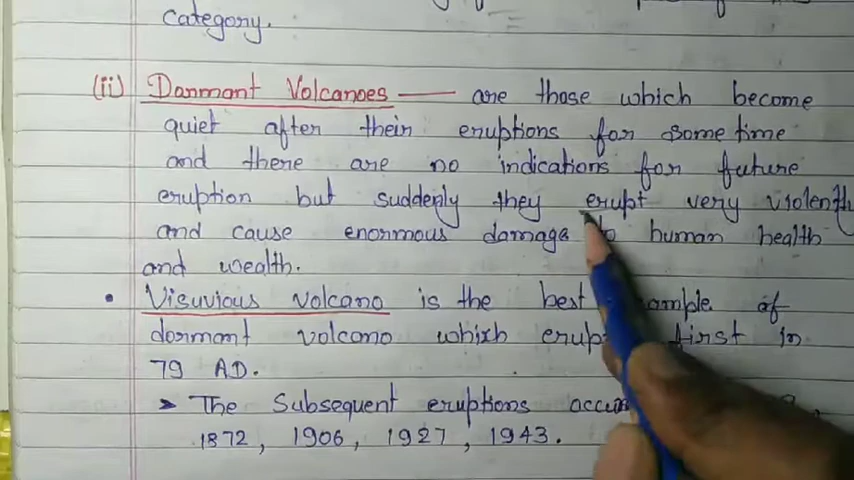 category.
(ii) Dormant Volcanoes — are those which become
quiet after their eruptions for some time
and there are no indications for future
eruption but suddenly they erupt very violently
and cause enormous damage to human health
and wealth.
• Visuvious volcano is the best ample of
dormant volcano which erup first in
79 AD.
➤ The Subsequent eruptions
1872, 1906, 1927, 1943.